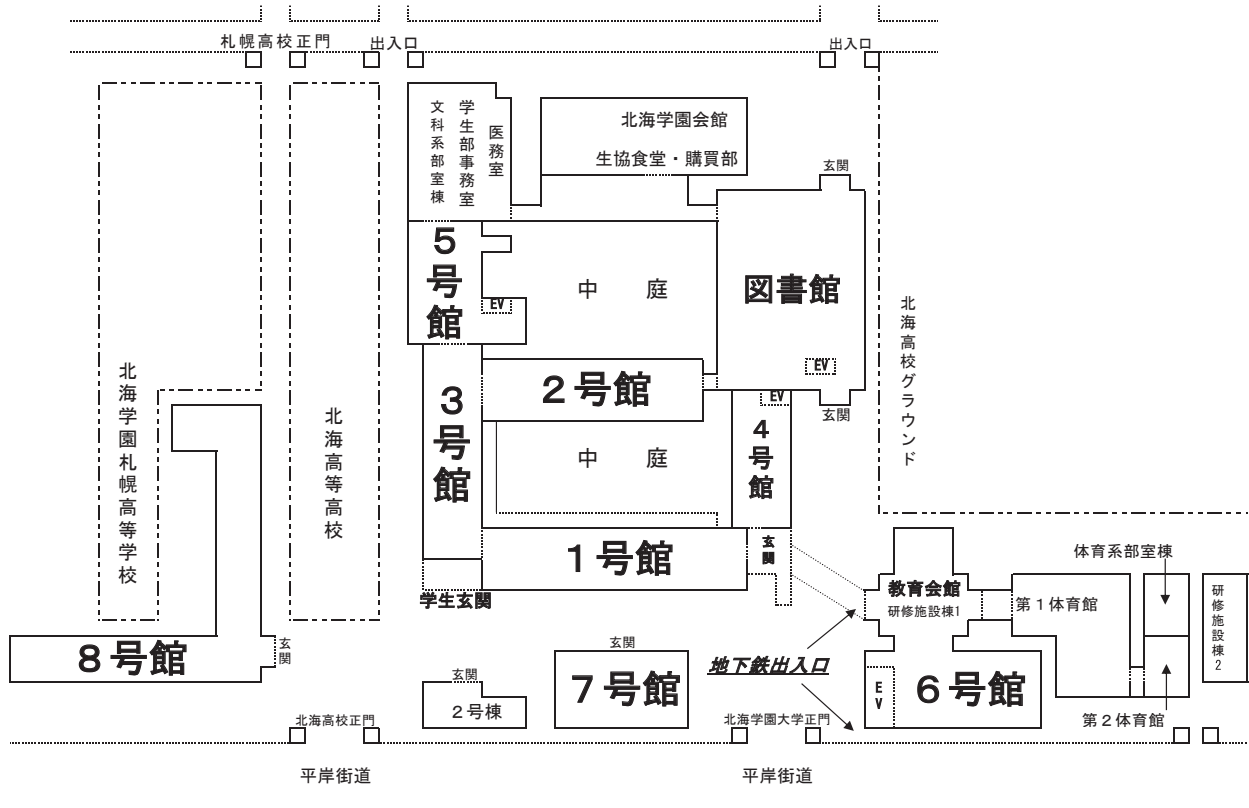 札幌高校正門
出入口
出入口
文科系部室棟
学生部事務室
医務室
北海学園会館
生協食堂・購買部
玄関
5号館
EV
中 庭
図書館
EV
玄関
北海高校グラウンド
北海学園札幌高等学校
北海高等高校
3号館
2号館
EV
4号館
中 庭
1号館
玄関
学生玄関
教育会館
研修施設棟1
第1体育館
体育系部室棟
研修施設棟2
8号館
玄関
玄関
2号棟
玄関
7号館
地下鉄出入口
EV
6号館
第2体育館
北海高校正門
北海学園大学正門
平岸街道
平岸街道